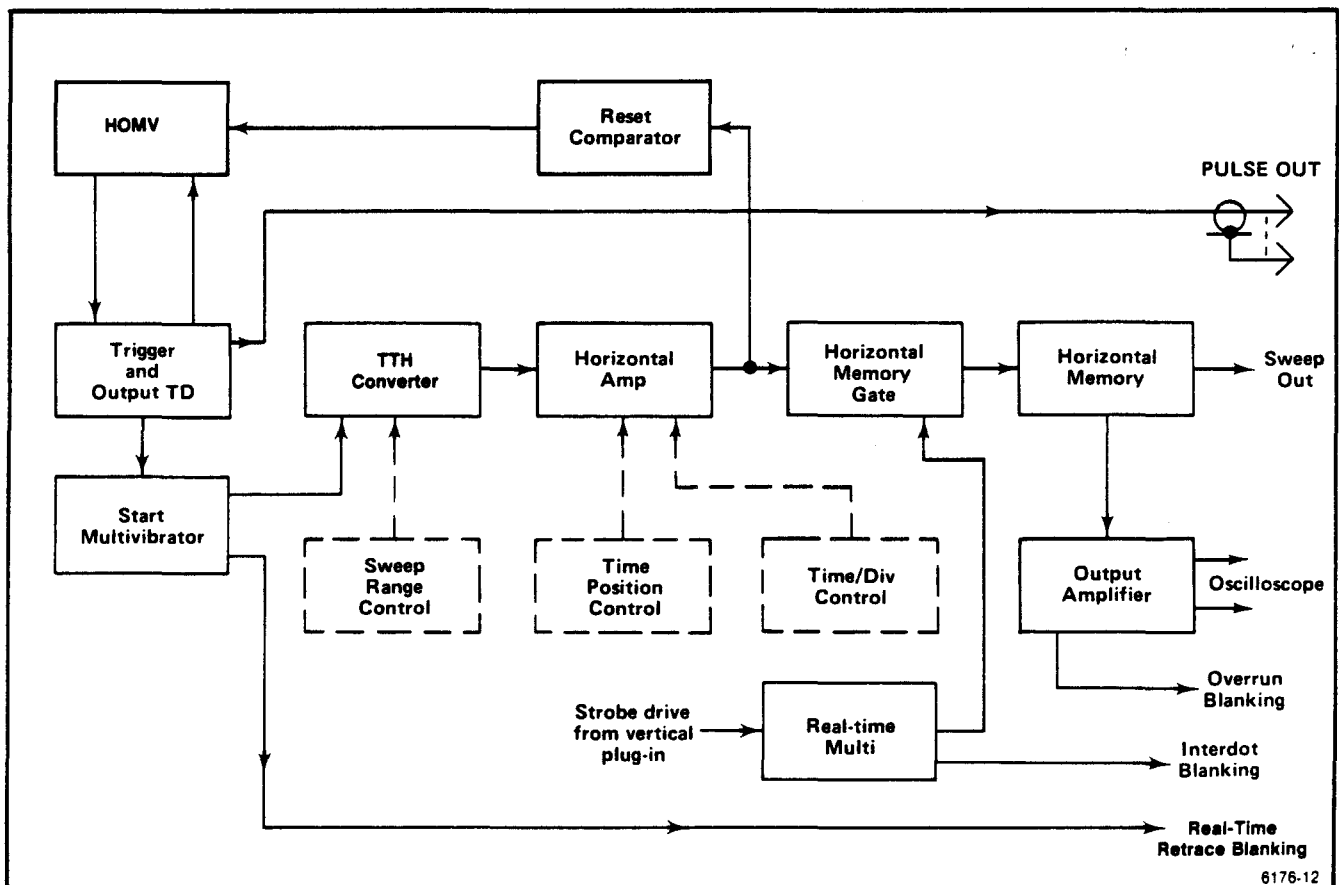 HOMV
Reset
Comparator
PULSE OUT
Trigger
and
Output TD
TTH
Converter
Horizontal
Amp
Horizontal
Memory
Gate
Horizontal
Memory
Sweep
Out
Start
Multivibrator
Sweep
Range
Control
Time
Position
Control
Time/Div
Control
Output
Amplifier
Oscilloscope
Overrun
Blanking
Strobe drive
from vertical
plug-in
Real-time
Multi
Interdot
Blanking
Real-Time
Retrace Blanking
6176-12